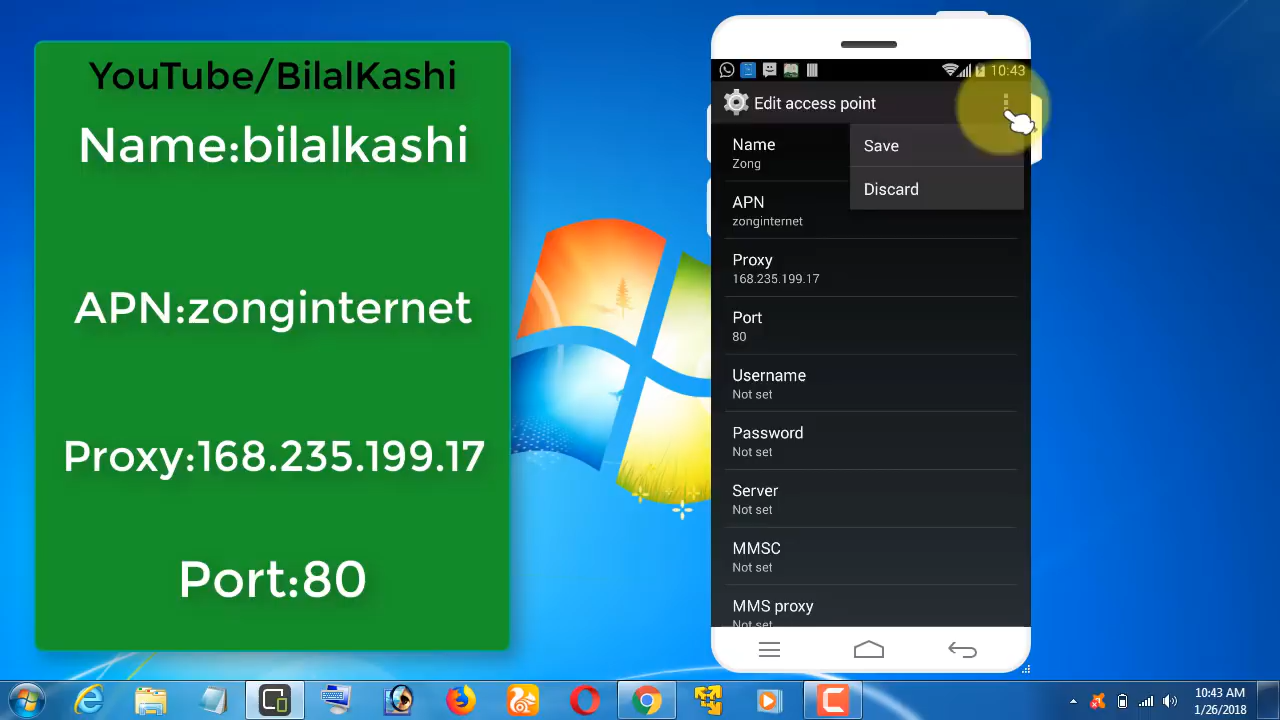 YouTube/BilalKashi
Name:bilalkashi
APN:zonginternet
Proxy:168.235.199.17
Port:80
10:43
Edit access point
Save
Discard
Name
Zong
APN
zonginternet
Proxy
168.235.199.17
Port
80
Username
Not set
Password
Not set
Server
Not set
MMSC
Not set
MMS proxy
Not set
10:43 AM
1/26/2018